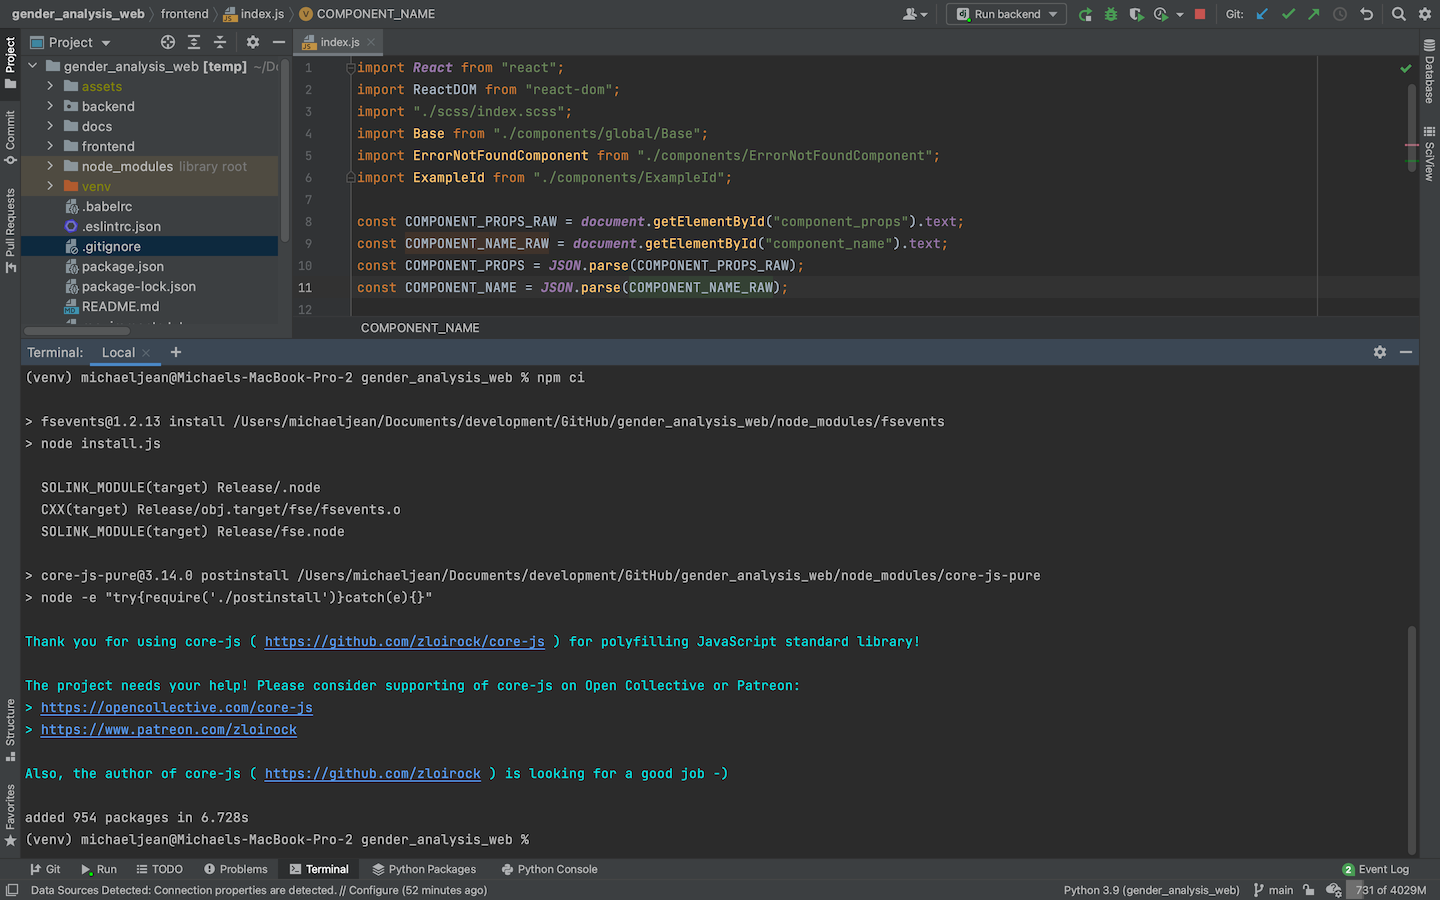 gender_analysis_web
frontend
index.js
COMPONENT_NAME
Run backend
Git:
Project
index.js
gender_analysis_web [temp] ~/Do
assets
backend
docs
frontend
node_modules library root
venv
.babelrc
.eslintrc.json
.gitignore
package.json
package-lock.json
README.md
Project
Commit
Pull Requests
Structure
Favorites
Database
SciView
1 import React from "react";
2 import ReactDOM from "react-dom";
3 import "./scss/index.scss";
4 import Base from "./components/global/Base";
5 import ErrorNotFoundComponent from "./components/ErrorNotFoundComponent";
6 import ExampleId from "./components/ExampleId";
7
8 const COMPONENT_PROPS_RAW = document.getElementById("component_props").text;
9 const COMPONENT_NAME_RAW = document.getElementById("component_name").text;
10 const COMPONENT_PROPS = JSON.parse(COMPONENT_PROPS_RAW);
11 const COMPONENT_NAME = JSON.parse(COMPONENT_NAME_RAW);
12
COMPONENT_NAME
Terminal: Local
(venv) michaeljean@Michaels-MacBook-Pro-2 gender_analysis_web % npm ci
> fsevents@1.2.13 install /Users/michaeljean/Documents/development/GitHub/gender_analysis_web/node_modules/fsevents
> node install.js
SOLINK_MODULE(target) Release/.node
CXX(target) Release/obj.target/fse/fsevents.o
SOLINK_MODULE(target) Release/fse.node
> core-js-pure@3.14.0 postinstall /Users/michaeljean/Documents/development/GitHub/gender_analysis_web/node_modules/core-js-pure
> node -e "try{require('./postinstall')}catch(e){}"
Thank you for using core-js ( https://github.com/zloirock/core-js ) for polyfilling JavaScript standard library!
The project needs your help! Please consider supporting of core-js on Open Collective or Patreon:
> https://opencollective.com/core-js
> https://www.patreon.com/zloirock
Also, the author of core-js ( https://github.com/zloirock ) is looking for a good job -)
added 954 packages in 6.728s
(venv) michaeljean@Michaels-MacBook-Pro-2 gender_analysis_web %
Git
Run
TODO
Problems
Terminal
Python Packages
Python Console
2 Event Log
Data Sources Detected: Connection properties are detected. // Configure (52 minutes ago)
Python 3.9 (gender_analysis_web)
main
731 of 4029M